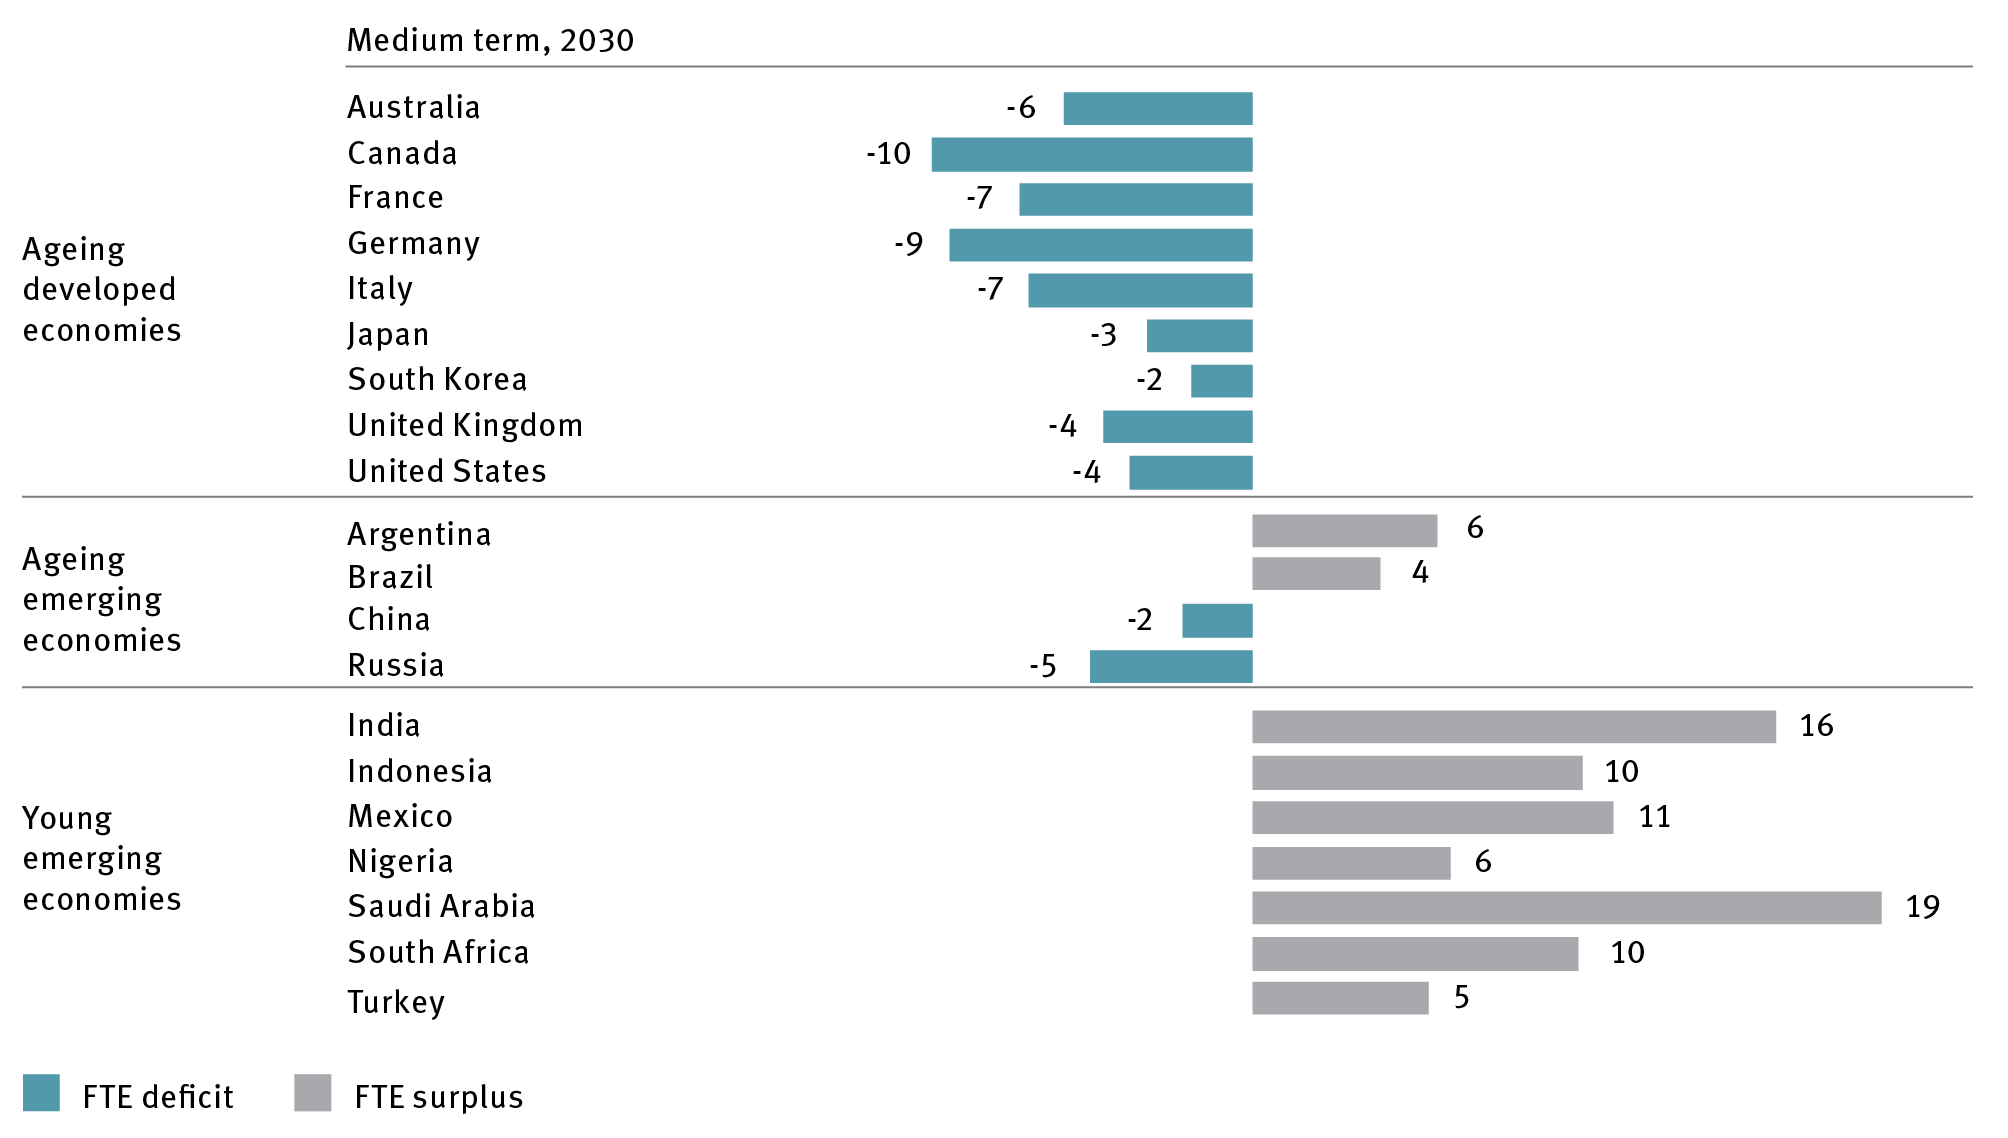 Medium term, 2030
Ageing
developed
economies
Australia -6
Canada -10
France -7
Germany -9
Italy -7
Japan -3
South Korea -2
United Kingdom -4
United States -4
Ageing
emerging
economies
Argentina 6
Brazil 4
China -2
Russia -5
Young
emerging
economies
India 16
Indonesia 10
Mexico 11
Nigeria 6
Saudi Arabia 19
South Africa 10
Turkey 5
FTE deficit FTE surplus